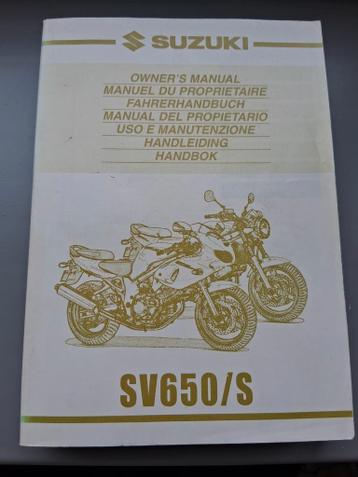 SUZUKI
OWNER'S MANUAL
MANUEL DU PROPRIETAIRE
FAHRERHANDBUCH
MANUAL DEL PROPIETARIO
USO E MANUTENZIONE
HANDLEIDING
HANDBOK
SV650/S